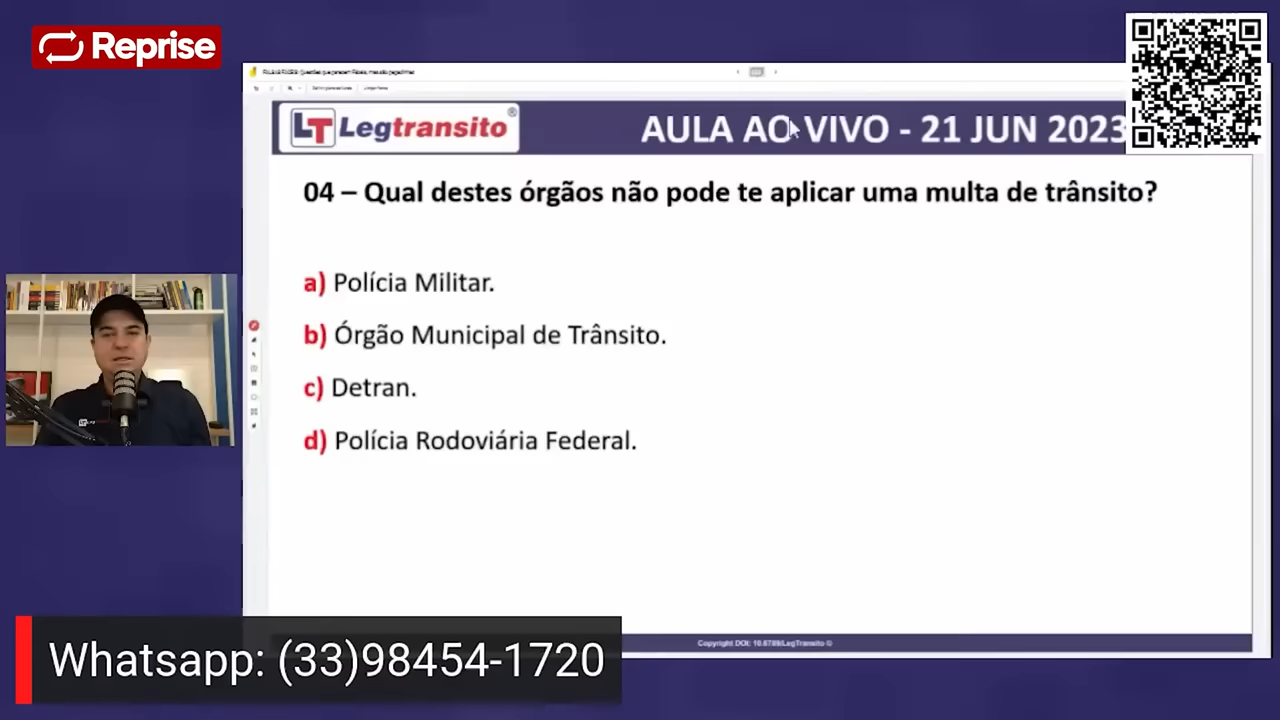 Reprise
LT Legtransito ®
AULA AO VIVO - 21 JUN 2023
04 – Qual destes órgãos não pode te aplicar uma multa de trânsito?
a) Polícia Militar.
b) Órgão Municipal de Trânsito.
c) Detran.
d) Polícia Rodoviária Federal.
Whatsapp: (33)98454-1720